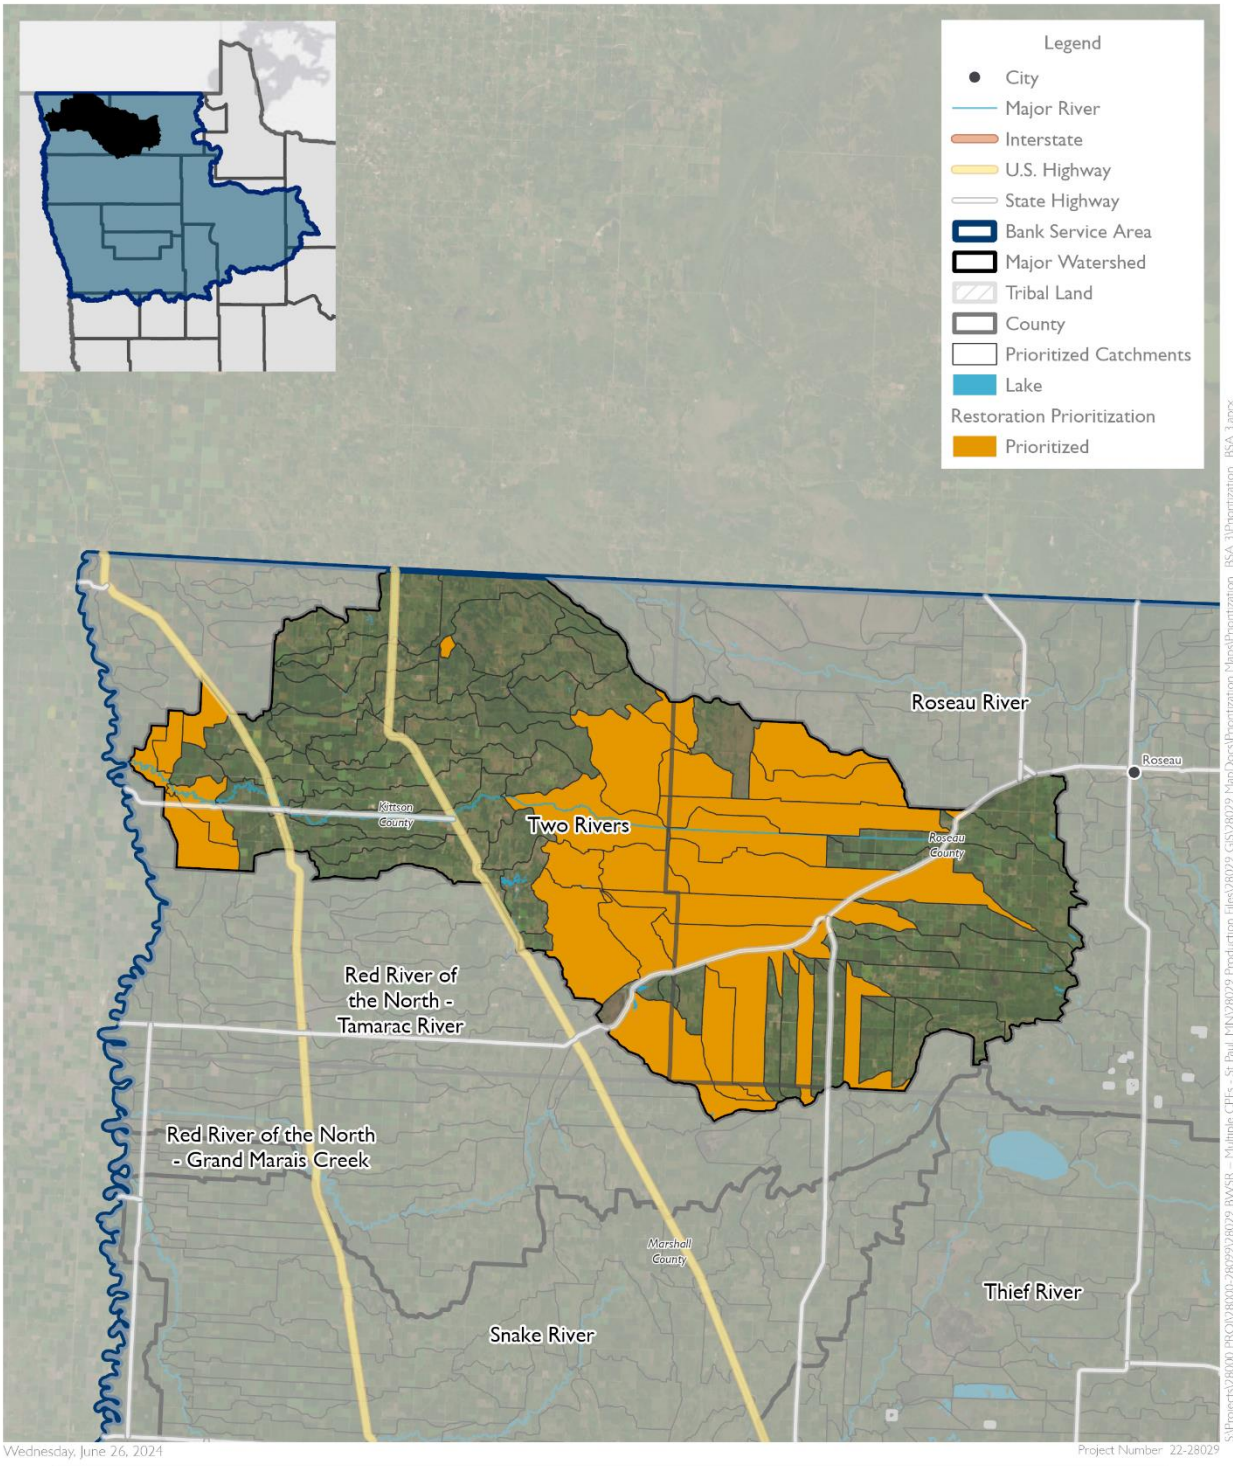 Legend
City
Major River
Interstate
U.S. Highway
State Highway
Bank Service Area
Major Watershed
Tribal Land
County
Prioritized Catchments
Lake
Restoration Prioritization
Prioritized
Roseau River
Roseau
Kittson
County
Two Rivers
Roseau
County
Red River of
the North -
Tamarac River
Red River of the North
- Grand Marais Creek
Marshall
County
Thief River
Snake River
Wednesday, June 26, 2024
Project Number 22-28029